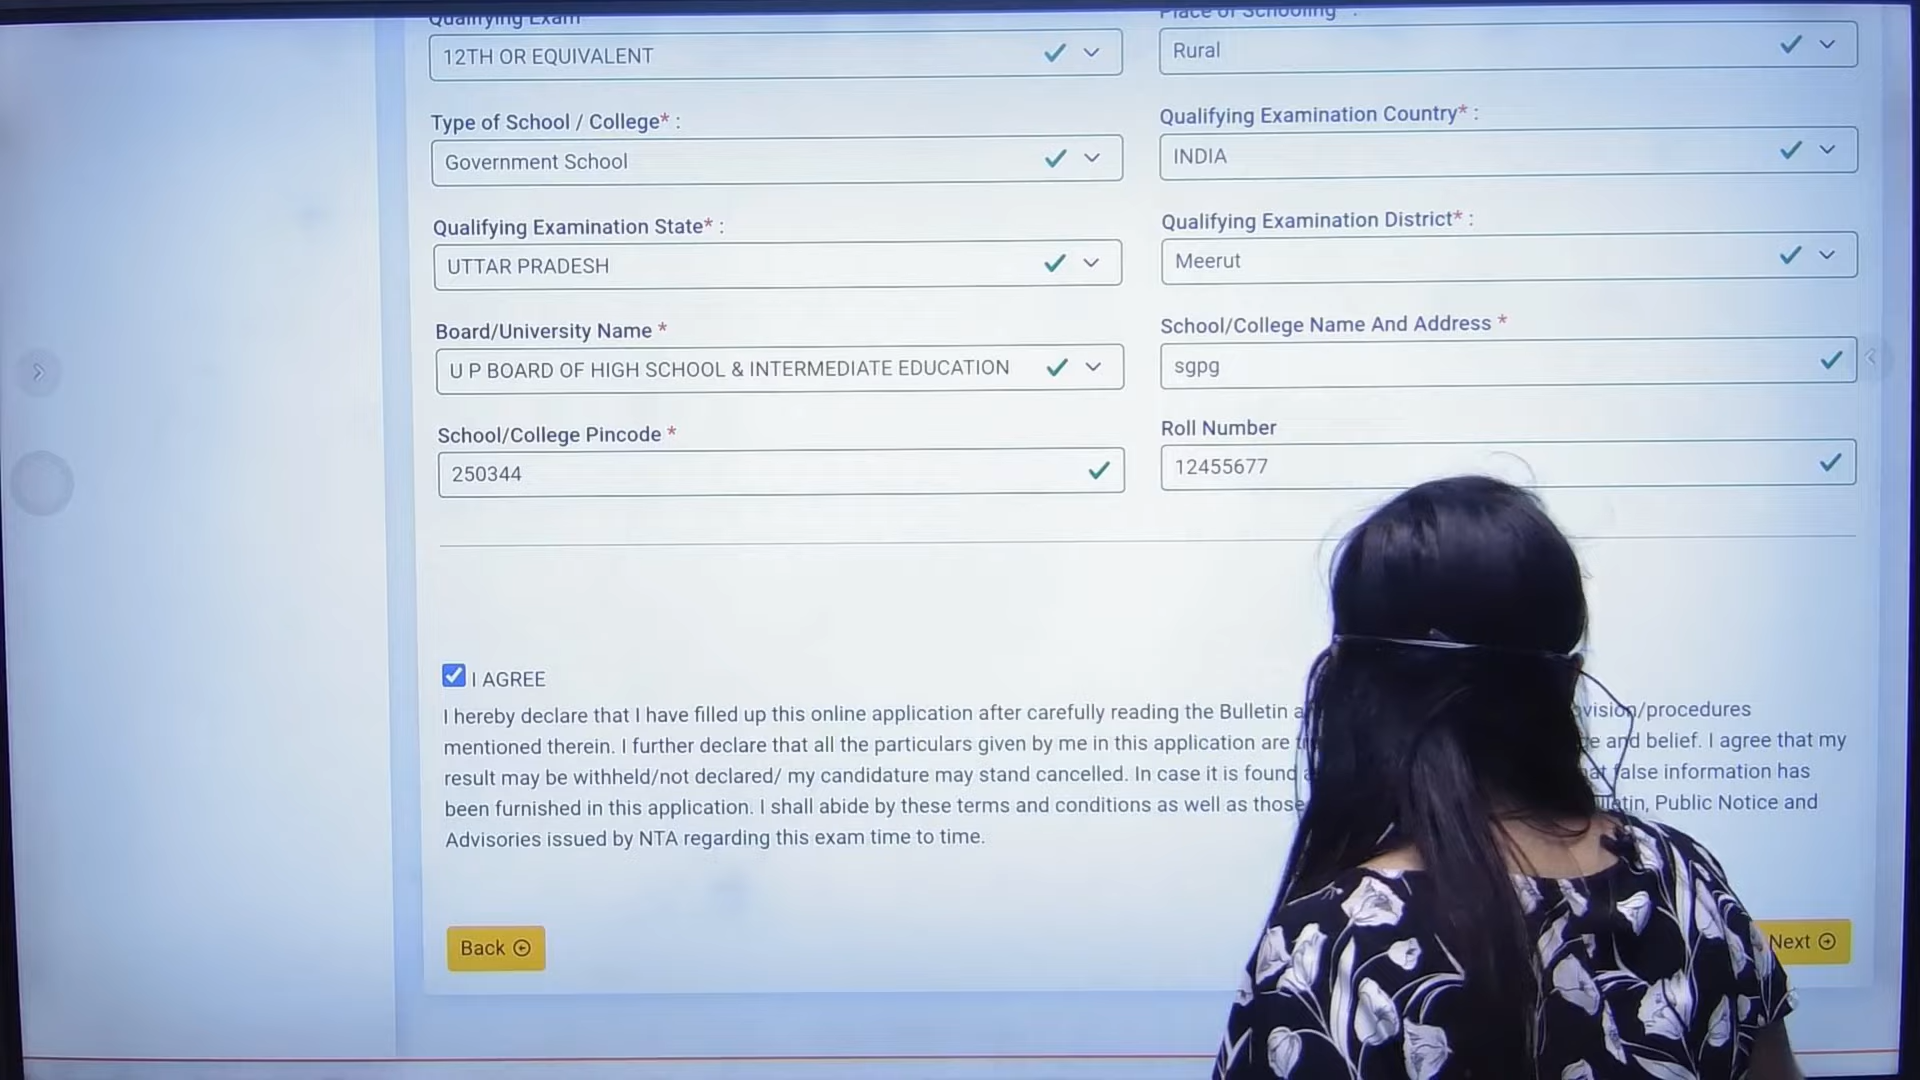 Qualifying Exam
Place of Schooling * :
12TH OR EQUIVALENT
Rural
Type of School / College* :
Qualifying Examination Country* :
Government School
INDIA
Qualifying Examination State* :
Qualifying Examination District* :
UTTAR PRADESH
Meerut
Board/University Name *
School/College Name And Address *
U P BOARD OF HIGH SCHOOL & INTERMEDIATE EDUCATION
sgpg
School/College Pincode *
Roll Number
250344
12455677
I AGREE
I hereby declare that I have filled up this online application after carefully reading the Bulletin /procedures
mentioned therein. I further declare that all the particulars given by me in this application are and belief. I agree that my
result may be withheld/not declared/ my candidature may stand cancelled. In case it is found false information has
been furnished in this application. I shall abide by these terms and conditions as well as those Public Notice and
Advisories issued by NTA regarding this exam time to time.
Back
Next